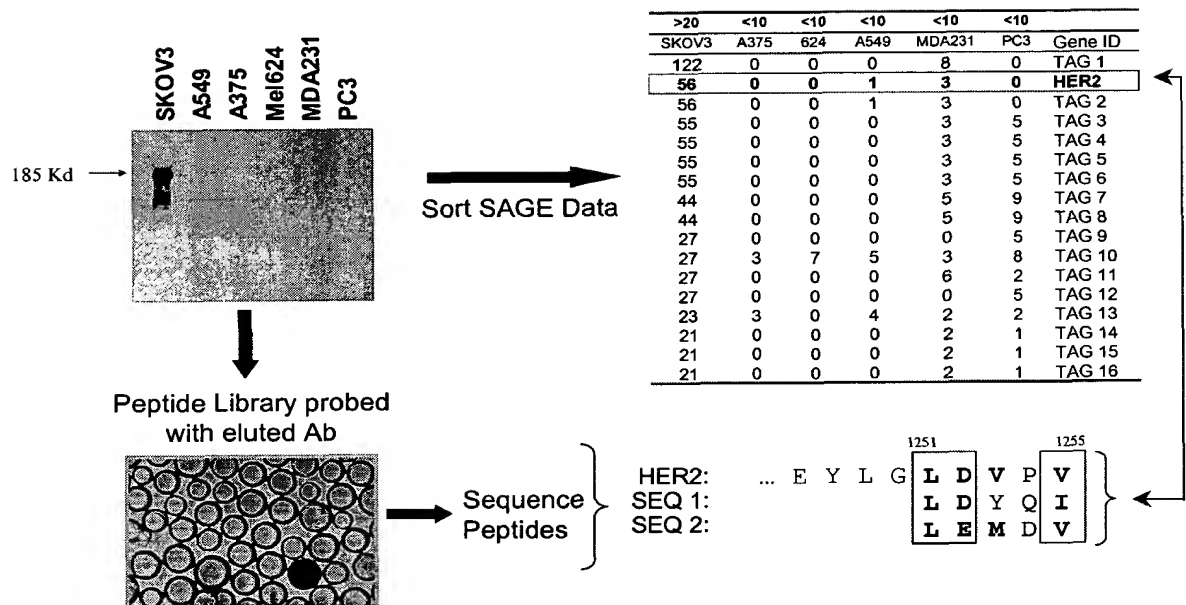 SKOV3 A549 A375 Mel624 MDA231 PC3
185 Kd
Sort SAGE Data
>20 <10 <10 <10 <10 <10
SKOV3 A375 624 A549 MDA231 PC3 Gene ID
122 0 0 0 8 0 TAG 1
56 0 0 1 3 0 HER2
56 0 0 1 3 0 TAG 2
55 0 0 0 3 5 TAG 3
55 0 0 0 3 5 TAG 4
55 0 0 0 3 5 TAG 5
55 0 0 0 3 5 TAG 6
44 0 0 0 5 9 TAG 7
44 0 0 0 5 9 TAG 8
27 0 0 0 0 5 TAG 9
27 3 7 5 3 8 TAG 10
27 0 0 0 6 2 TAG 11
27 0 0 0 0 5 TAG 12
23 3 0 4 2 2 TAG 13
21 0 0 0 2 1 TAG 14
21 0 0 0 2 1 TAG 15
21 0 0 0 2 1 TAG 16
Peptide Library probed
with eluted Ab
Sequence
Peptides
1251 1255
HER2: ... E Y L G L D V P V
SEQ 1: L D Y Q I
SEQ 2: L E M D V